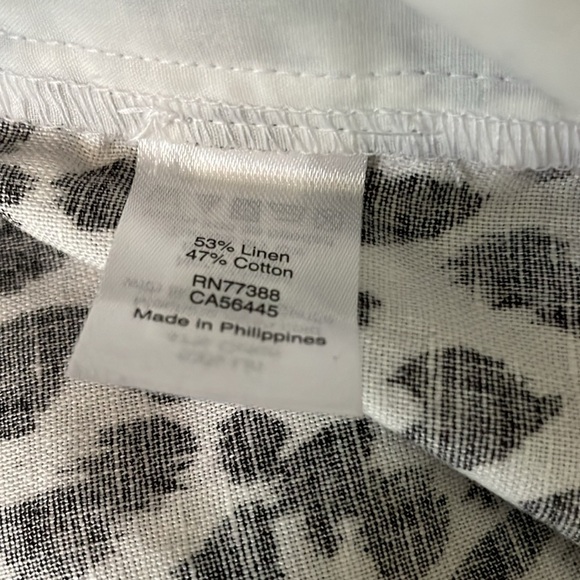 53% Linen
47% Cotton
RN77388
CA56445
Made in Philippines